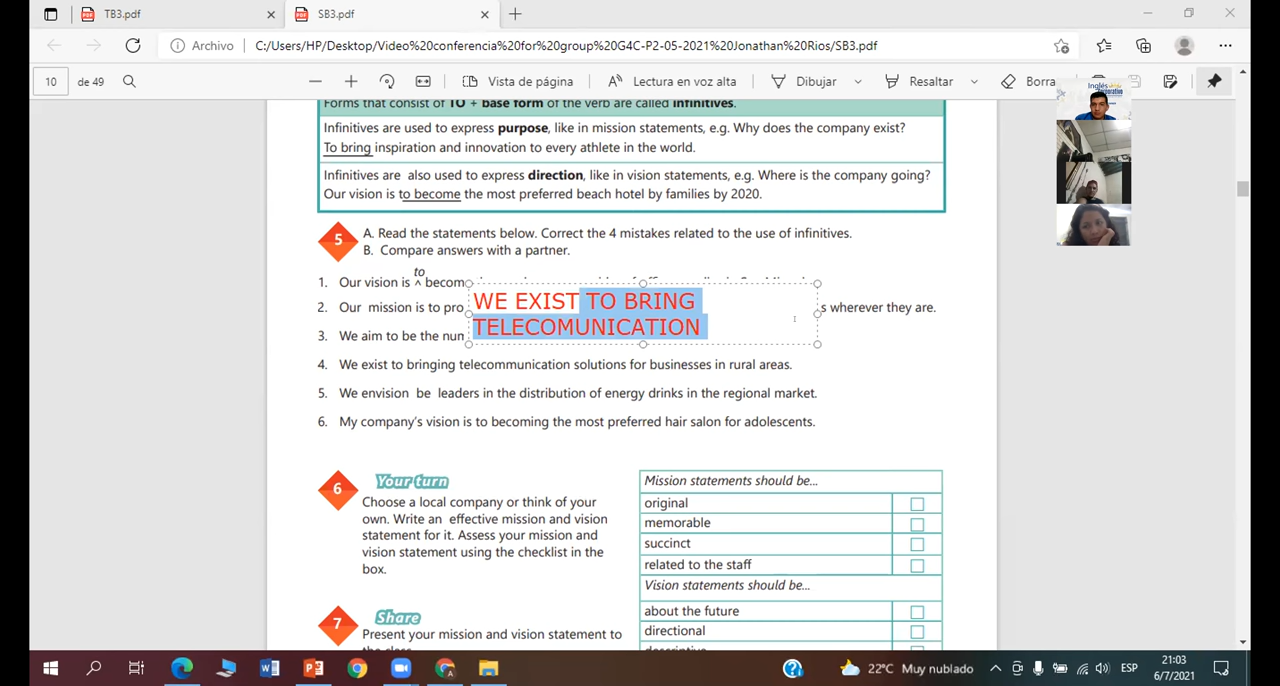 TB3.pdf
SB3.pdf
Archivo
C:/Users/HP/Desktop/Video%20conferencia%20for%20group%20G4C-P2-05-2021%20Jonathan%20Rios/SB3.pdf
10 de 49
Vista de página
Lectura en voz alta
Dibujar
Resaltar
Borra
Inglés
Forms that consist of TO + base form of the verb are called infinitives.
Infinitives are used to express purpose, like in mission statements, e.g. Why does the company exist?
To bring inspiration and innovation to every athlete in the world.
Infinitives are also used to express direction, like in vision statements, e.g. Where is the company going?
Our vision is to become the most preferred beach hotel by families by 2020.
5
A. Read the statements below. Correct the 4 mistakes related to the use of infinitives.
B. Compare answers with a partner.
to
1. Our vision is ^ becom
2. Our mission is to pro
s wherever they are.
3. We aim to be the nun
WE EXIST TO BRING
TELECOMUNICATION
4. We exist to bringing telecommunication solutions for businesses in rural areas.
5. We envision be leaders in the distribution of energy drinks in the regional market.
6. My company's vision is to becoming the most preferred hair salon for adolescents.
6
Your turn
Choose a local company or think of your
own. Write an effective mission and vision
statement for it. Assess your mission and
vision statement using the checklist in the
box.
Mission statements should be...
original
memorable
succinct
related to the staff
Vision statements should be...
about the future
directional
7
Share
Present your mission and vision statement to
22°C Muy nublado
ESP
21:03
6/7/2021